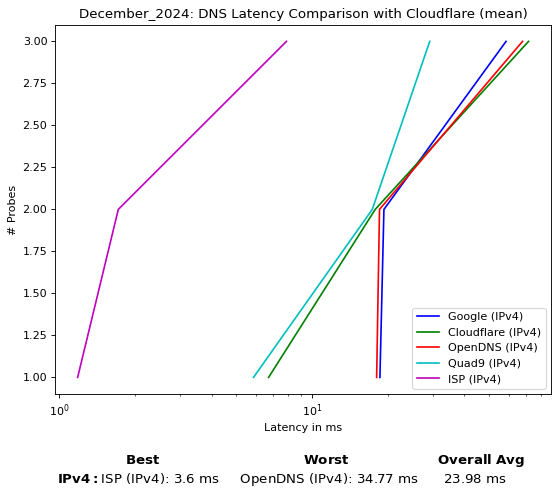 December_2024: DNS Latency Comparison with Cloudflare (mean)
3.00
2.75
2.50
2.25
2.00
1.75
1.50
1.25
1.00
# Probes
Google (IPv4)
Cloudflare (IPv4)
OpenDNS (IPv4)
Quad9 (IPv4)
ISP (IPv4)
10⁰ 10¹
Latency in ms
Best Worst Overall Avg
IPv4: ISP (IPv4): 3.6 ms OpenDNS (IPv4): 34.77 ms 23.98 ms